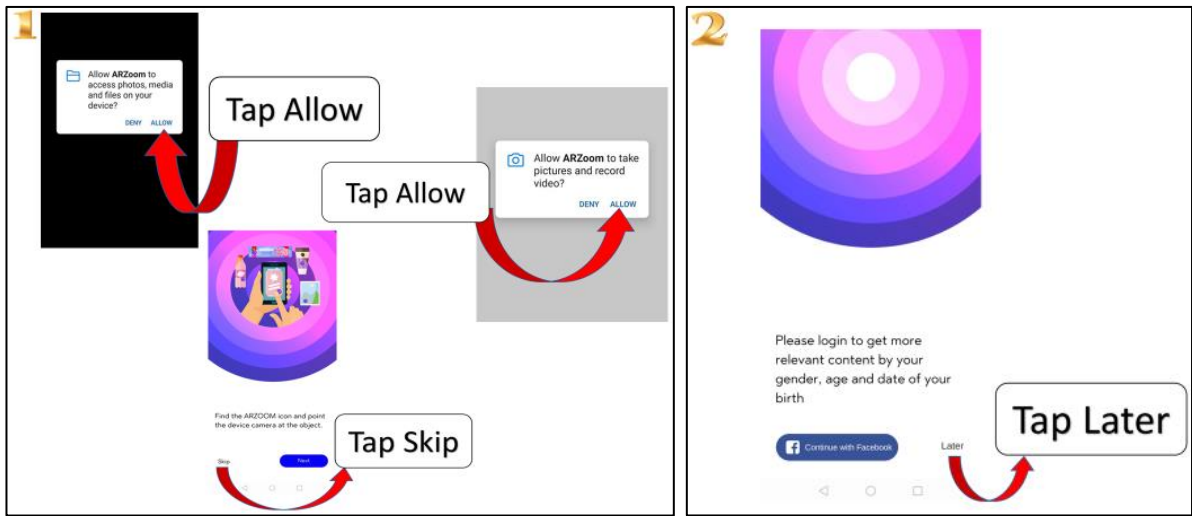 1
Allow ARZoom to
access photos, media
and files on your
device?
DENY ALLOW
Tap Allow
Tap Allow
Allow ARZoom to take
pictures and record
video?
DENY ALLOW
Find the ARZOOM icon and point
the device camera at the object.
Skip Next
Tap Skip
2
Please login to get more
relevant content by your
gender, age and date of your
birth
Continue with Facebook
Later
Tap Later